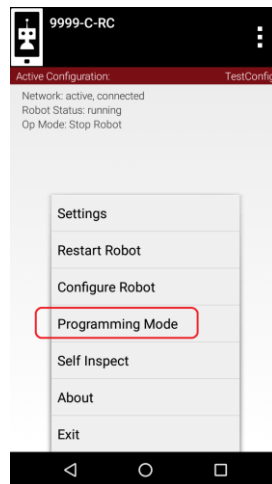 9999-C-RC
Active Configuration: TestConfig
Network: active, connected
Robot Status: running
Op Mode: Stop Robot
Settings
Restart Robot
Configure Robot
Programming Mode
Self Inspect
About
Exit